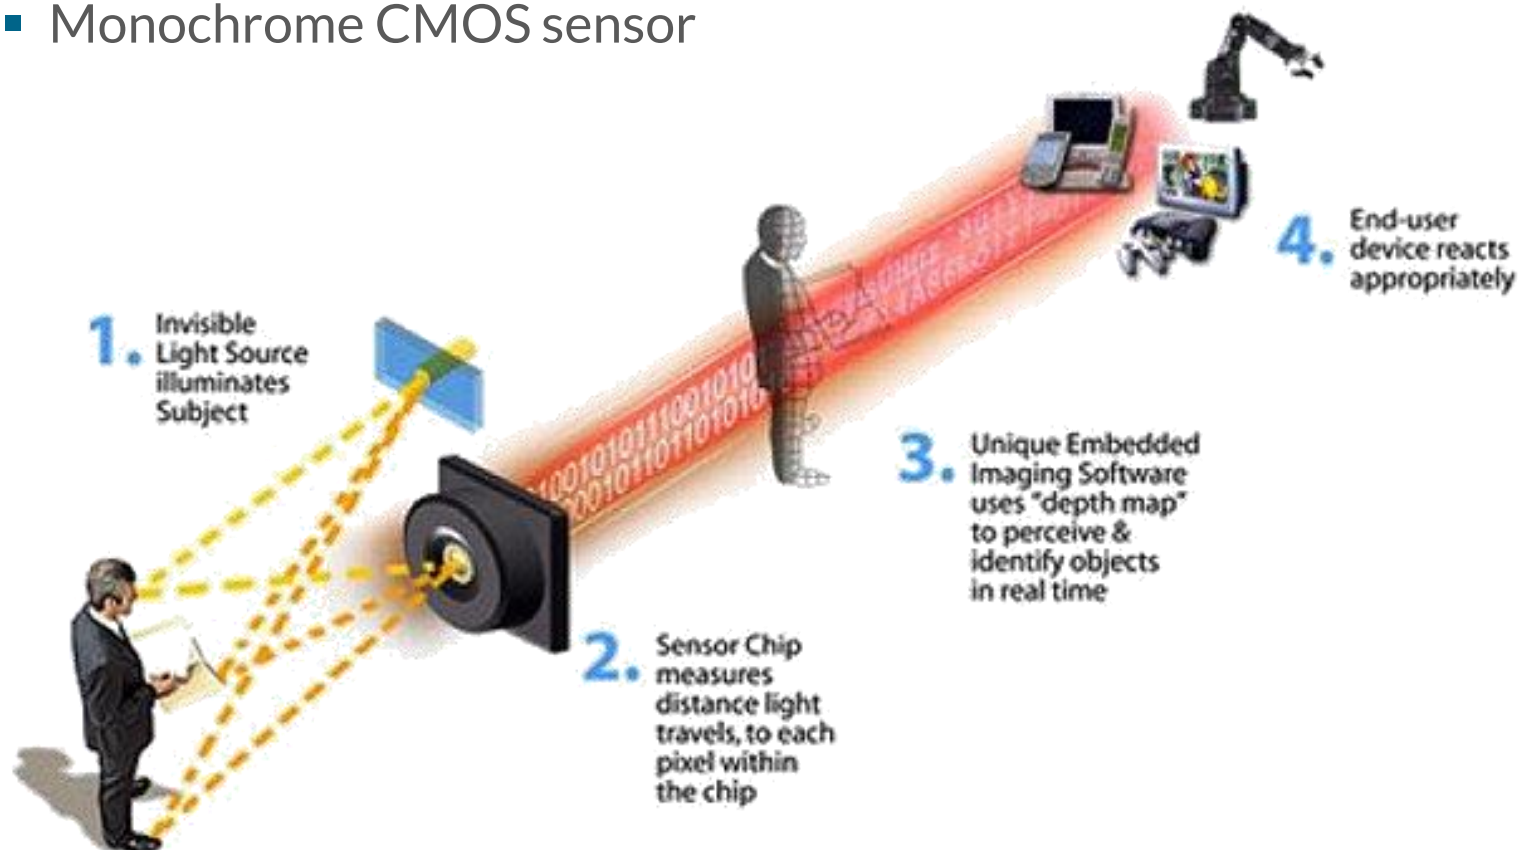 Monochrome CMOS sensor
1. Invisible
Light Source
illuminates
Subject
2. Sensor Chip
measures
distance light
travels, to each
pixel within
the chip
3. Unique Embedded
Imaging Software
uses "depth map"
to perceive &
identify objects
in real time
4. End-user
device reacts
appropriately